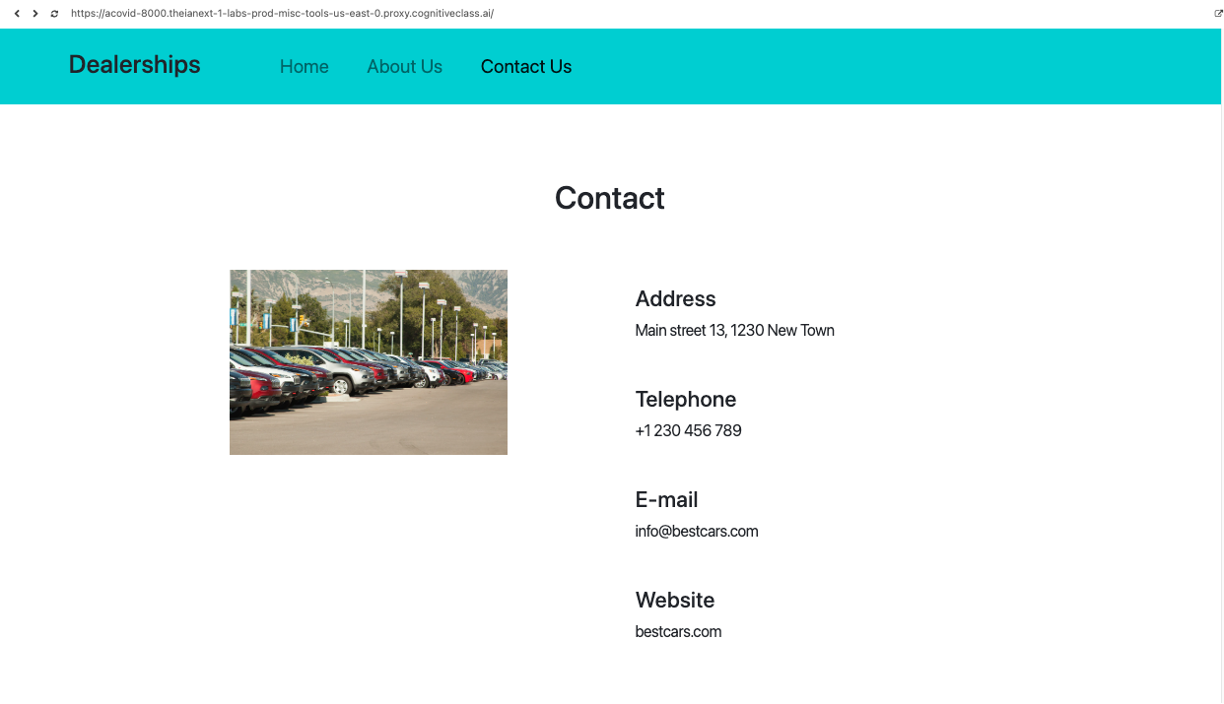 https://acovid-8000.theianext-1-labs-prod-misc-tools-us-east-0.proxy.cognitiveclass.ai/
Dealerships Home About Us Contact Us
Contact
Address
Main street 13, 1230 New Town
Telephone
+1 230 456 789
E-mail
info@bestcars.com
Website
bestcars.com